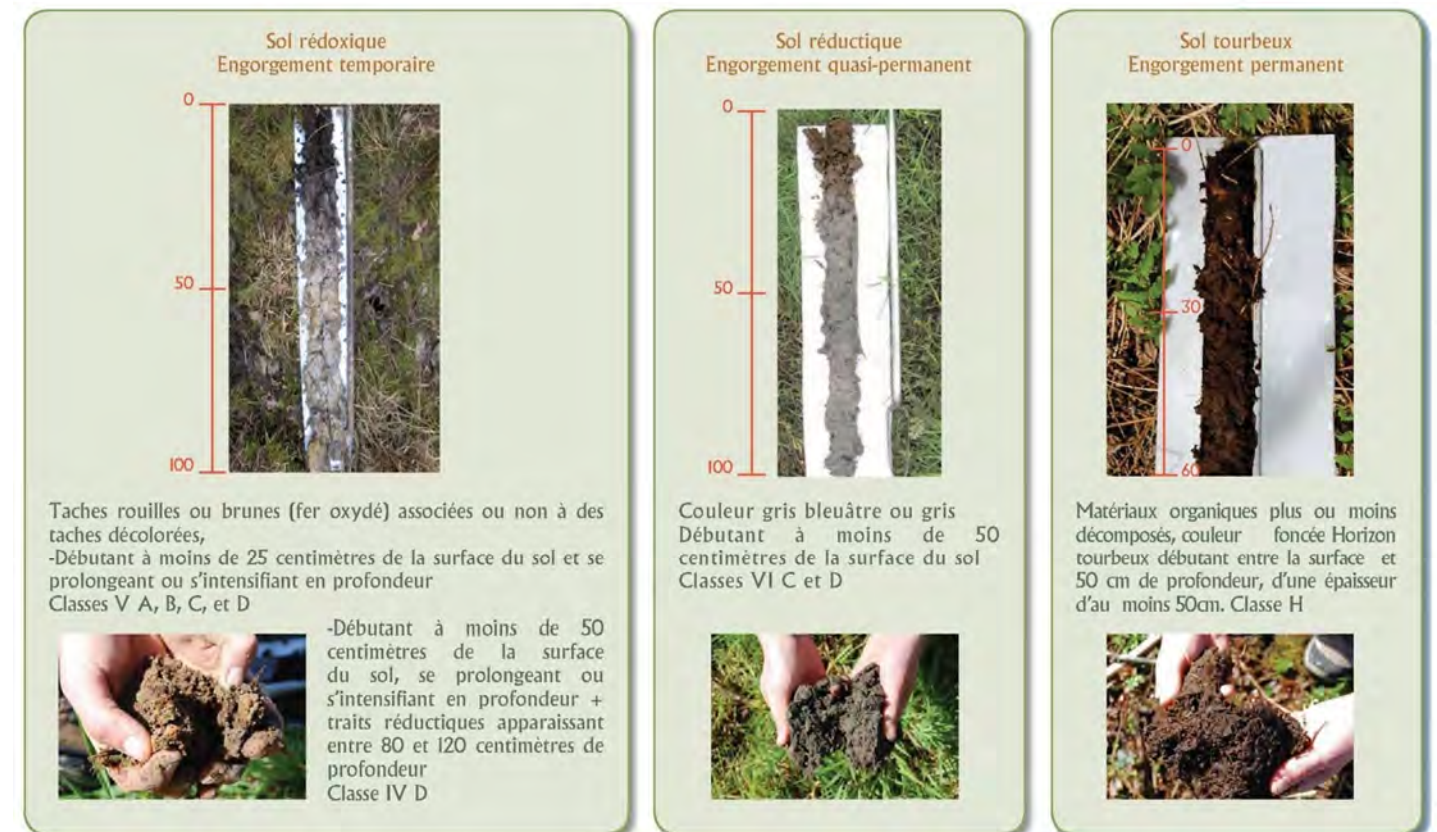 Sol rédoxique
Engorgement temporaire
0
50
100
Taches rouilles ou brunes (fer oxydé) associées ou non à des
taches décolorées,
-Débutant à moins de 25 centimètres de la surface du sol et se
prolongeant ou s'intensifiant en profondeur
Classes V A, B, C, et D
-Débutant à moins de 50
centimètres de la surface
du sol, se prolongeant ou
s'intensifiant en profondeur +
traits réductiques apparaissant
entre 80 et 120 centimètres de
profondeur
Classe IV D
Sol réductique
Engorgement quasi-permanent
0
50
100
Couleur gris bleuâtre ou gris
Débutant à moins de 50
centimètres de la surface du sol
Classes VI C et D
Sol tourbeux
Engorgement permanent
0
30
60
Matériaux organiques plus ou moins
décomposés, couleur foncée Horizon
tourbeux débutant entre la surface et
50 cm de profondeur, d'une épaisseur
d'au moins 50cm. Classe H